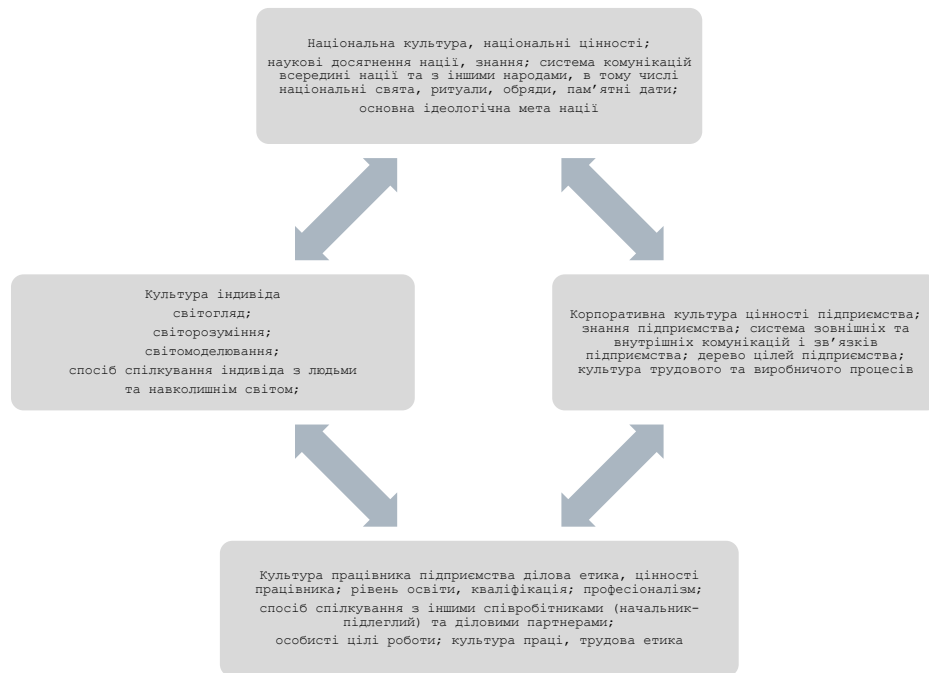 Національна культура, національні цінності;
наукові досягнення нації, знання; система комунікацій
всередині нації та з іншими народами, в тому числі
національні свята, ритуали, обряди, пам’ятні дати;
основна ідеологічна мета нації
Культура індивіда
світогляд;
світорозуміння;
світомоделювання;
спосіб спілкування індивіда з людьми
та навколишнім світом;
Корпоративна культура цінності підприємства;
знання підприємства; система зовнішніх та
внутрішніх комунікацій і зв’язків
підприємства; дерево цілей підприємства;
культура трудового та виробничого процесів
Культура працівника підприємства ділова етика, цінності
працівника; рівень освіти, кваліфікація; професіоналізм;
спосіб спілкування з іншими співробітниками (начальник–
підлеглий) та діловими партнерами;
особисті цілі роботи; культура праці, трудова етика